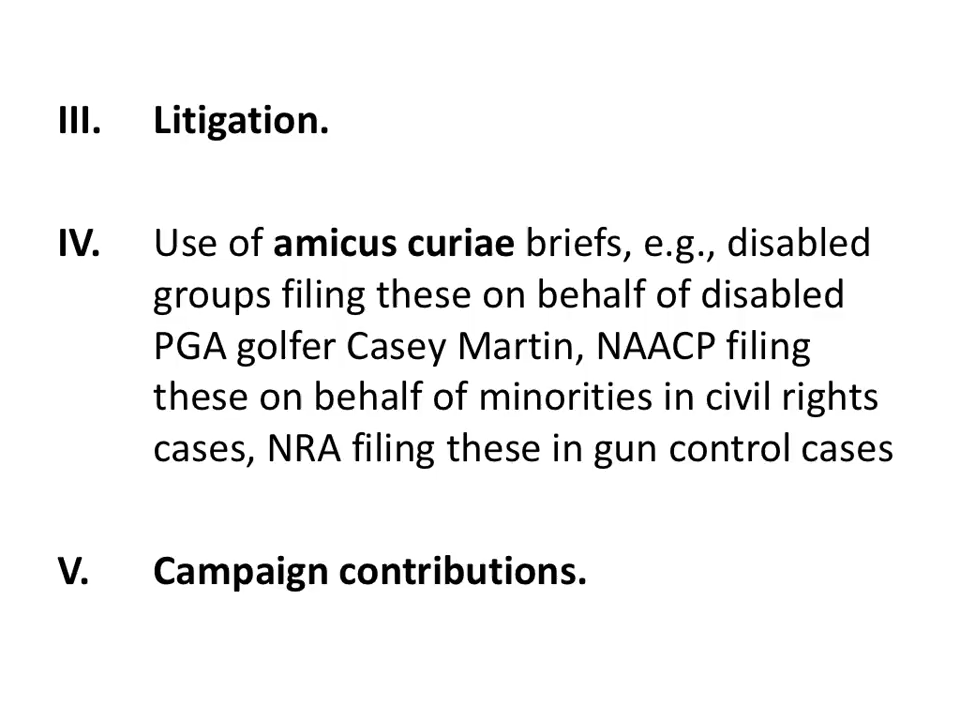 III. Litigation.
IV. Use of amicus curiae briefs, e.g., disabled
groups filing these on behalf of disabled
PGA golfer Casey Martin, NAACP filing
these on behalf of minorities in civil rights
cases, NRA filing these in gun control cases
V. Campaign contributions.